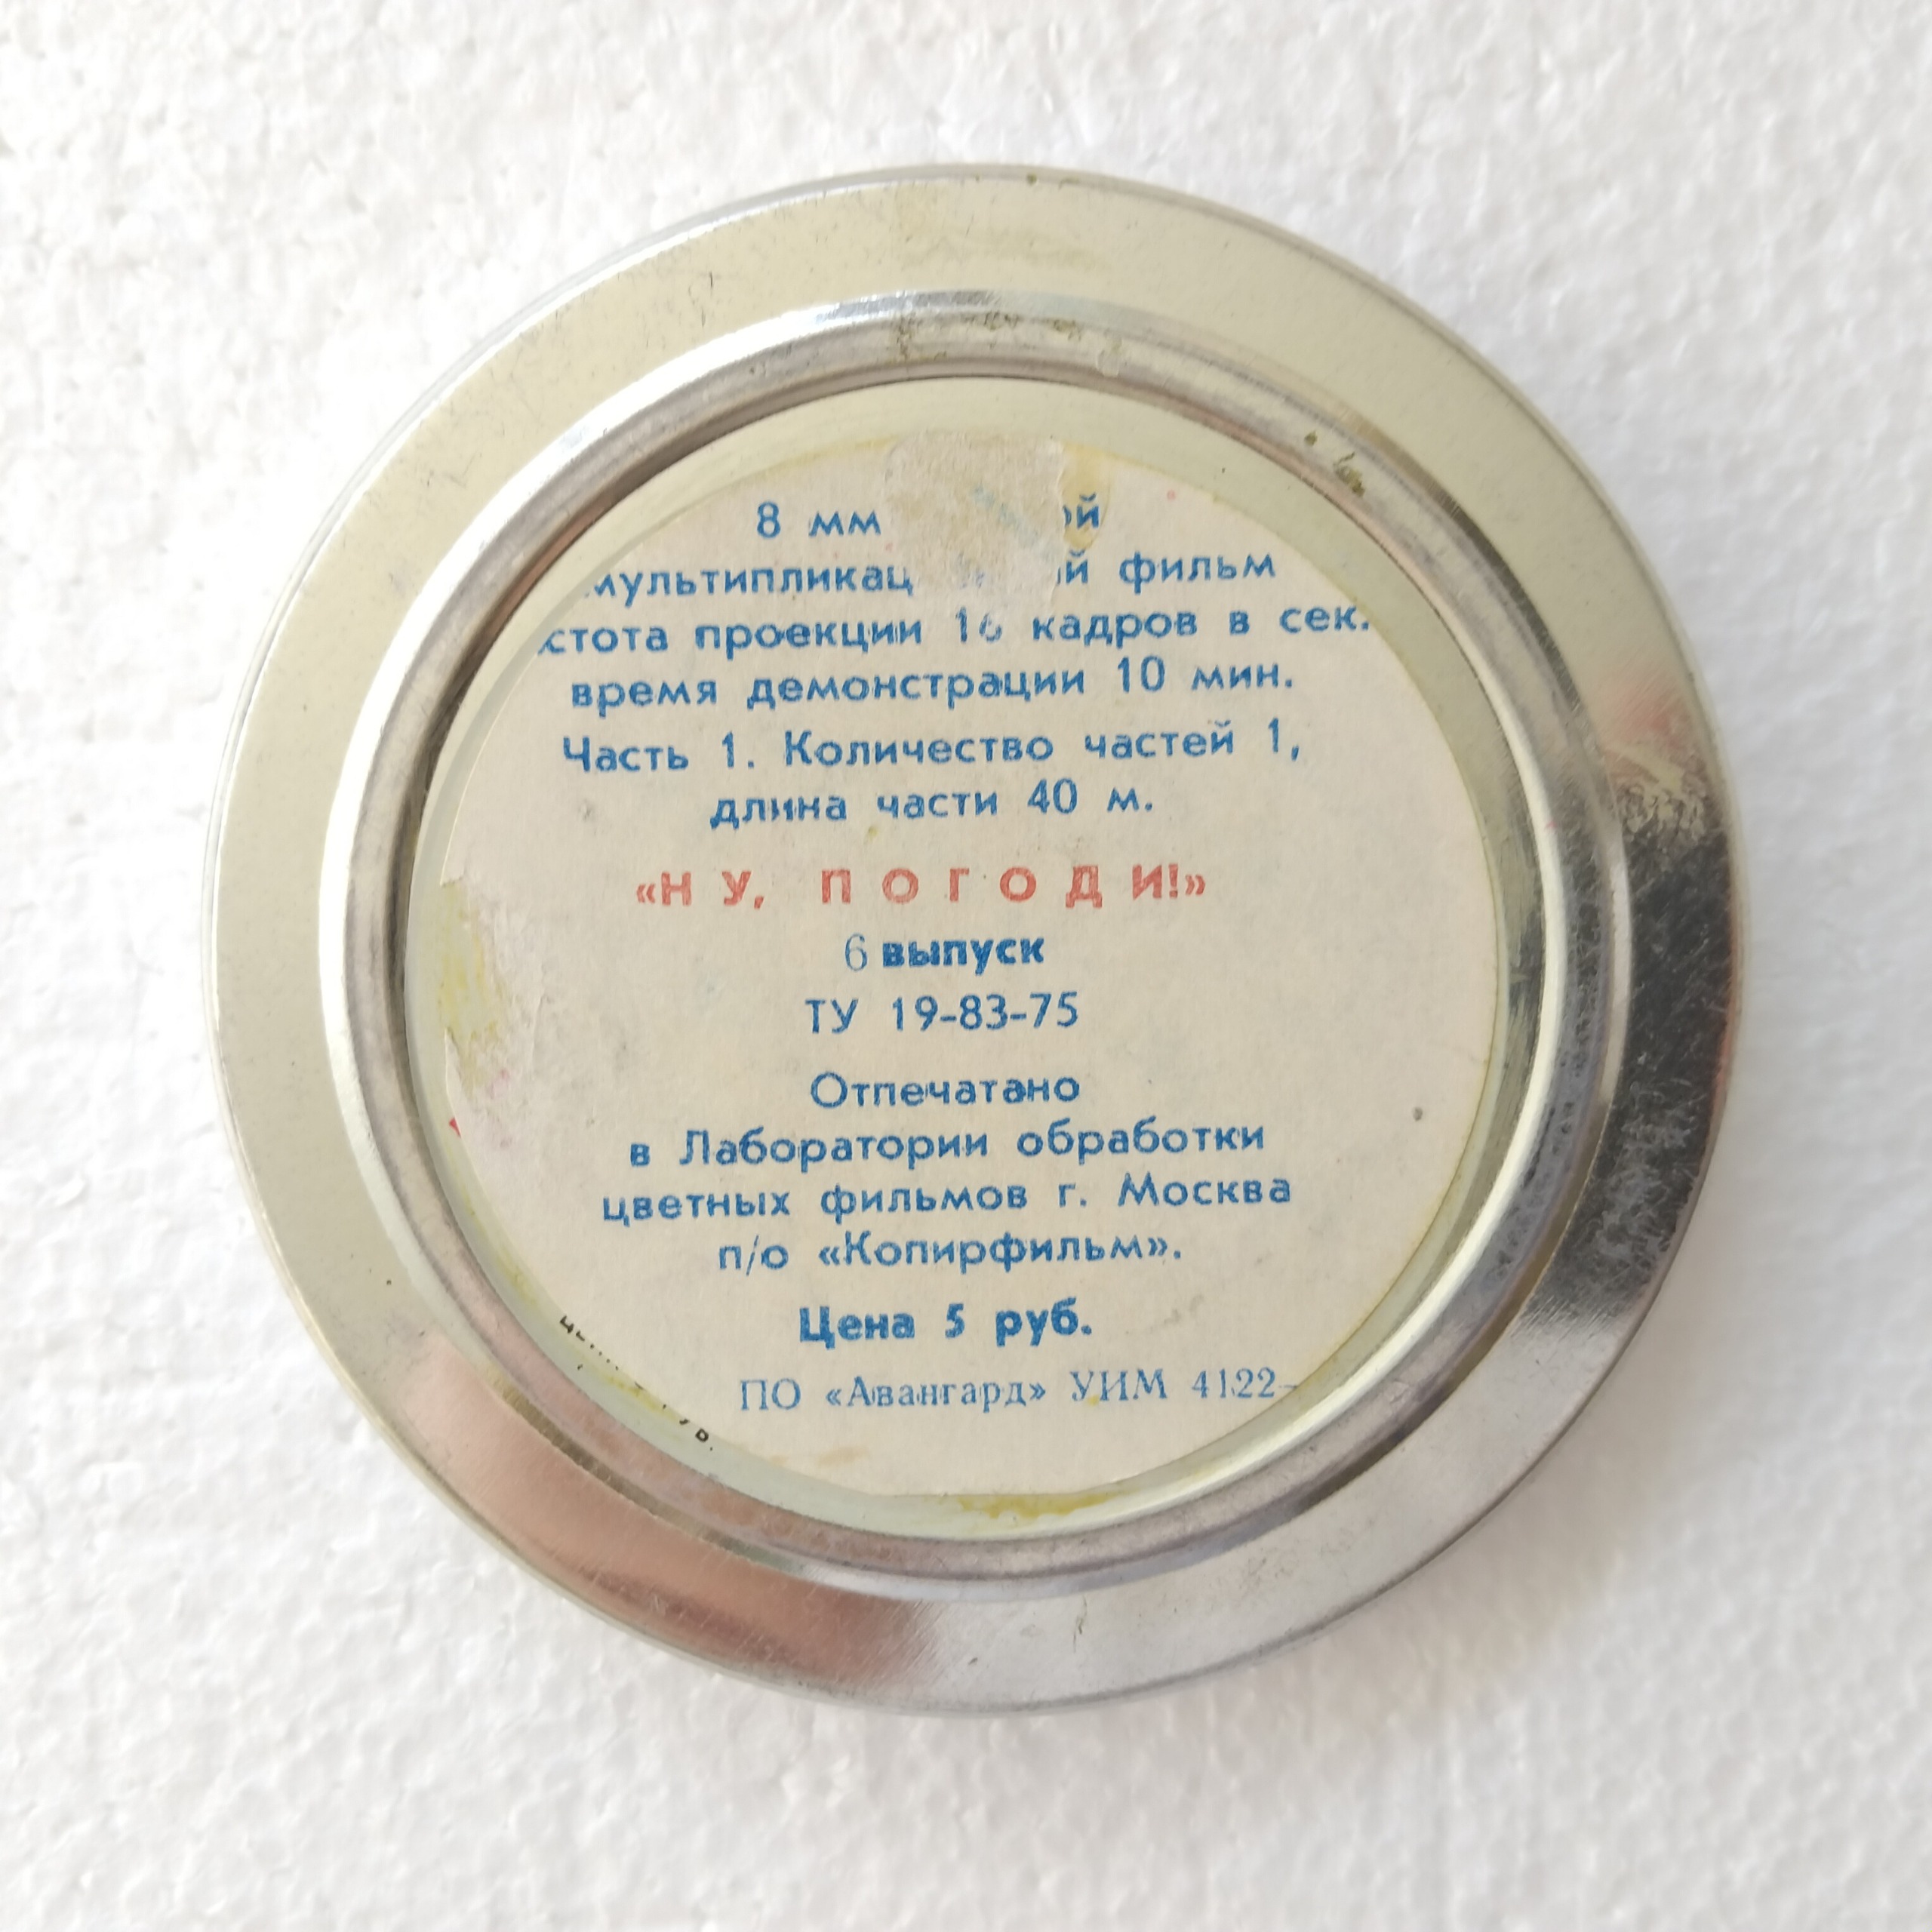 8 мм
фильм
проекции 16 кадров в сек.
время демонстрации 10 мин.
Часть 1. Количество частей 1,
длина части 40 м.
«НУ, ПОГОДИ!»
6 выпуск
ТУ 19-83-75
Отпечатано
в Лаборатории обработки
цветных фильмов г. Москва
п/о «Копирфильм».
Цена 5 руб.
ПО «Авангард» УИМ 4122-